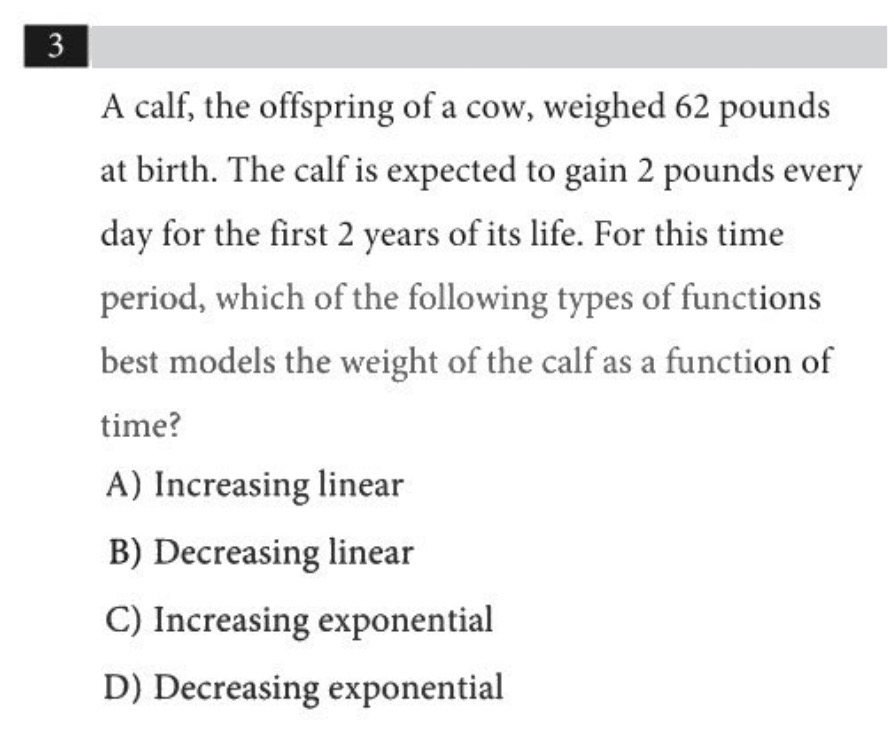 3
A calf, the offspring of a cow, weighed 62 pounds
at birth. The calf is expected to gain 2 pounds every
day for the first 2 years of its life. For this time
period, which of the following types of functions
best models the weight of the calf as a function of
time?
A) Increasing linear
B) Decreasing linear
C) Increasing exponential
D) Decreasing exponential